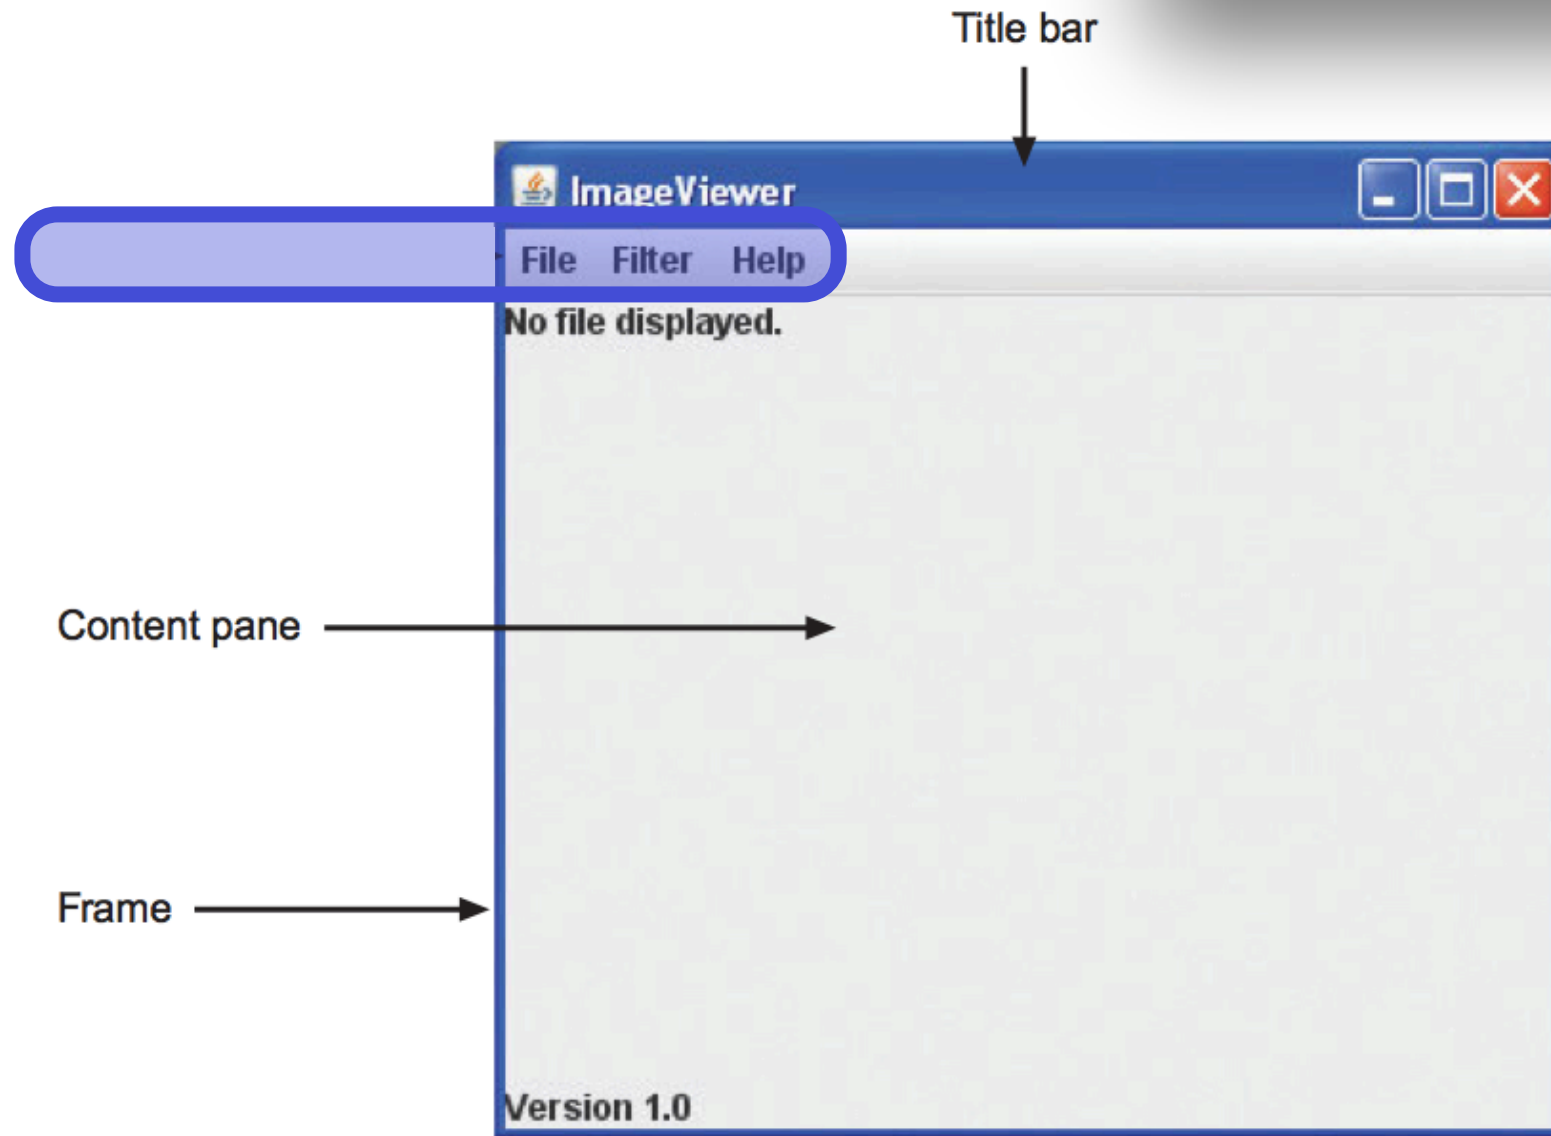 Title bar
ImageViewer
File Filter Help
No file displayed.
Content pane
Frame
Version 1.0